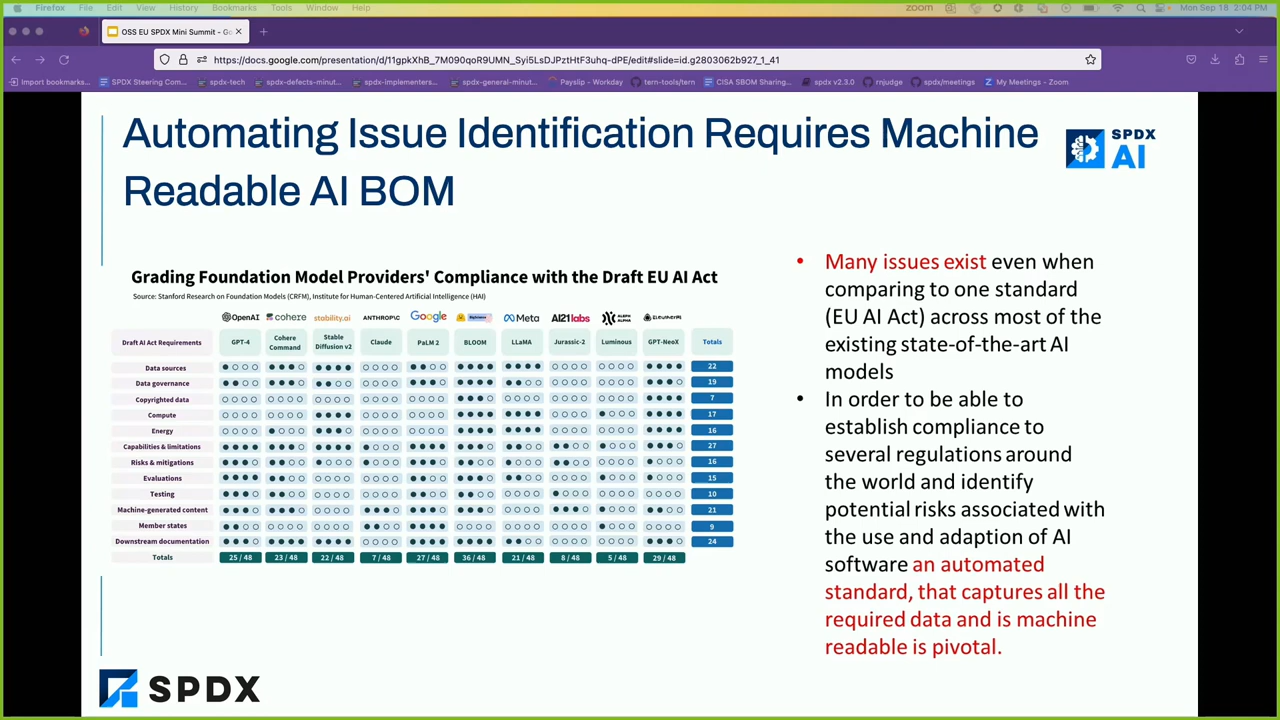 Firefox File Edit View History Bookmarks Tools Window Help zoom Mon Sep 18 2:04 PM
OSS EU SPDX Mini Summit - Go
https://docs.google.com/presentation/d/11gpkXhB_7M090qoR9UMN_Syi5LsDJPztHtF3uhq-dPE/edit#slide=id.g2803062b927_1_41
Import bookmarks... SPDX Steering Com... spdx-tech spdx-defects-minut... spdx-implementers... spdx-general-minut... Payslip - Workday tern-tools/tern CISA SBOM Sharing... spdx v2.3.0 rnjudge spdx/meetings My Meetings - Zoom
Automating Issue Identification Requires Machine
Readable AI BOM
SPDX
AI
Grading Foundation Model Providers' Compliance with the Draft EU AI Act
Source: Stanford Research on Foundation Models (CRFM), Institute for Human-Centered Artificial Intelligence (HAI)
OpenAI cohere stability.ai ANTHROPIC Google BigScience Meta AI21labs ALEPH ALPHA EleutherAI
Draft AI Act Requirements GPT-4 Cohere Command Stable Diffusion v2 Claude PaLM 2 BLOOM LLaMA Jurassic-2 Luminous GPT-NeoX Totals
Data sources 22
Data governance 19
Copyrighted data 7
Compute 17
Energy 16
Capabilities & limitations 27
Risks & mitigations 16
Evaluations 15
Testing 10
Machine-generated content 21
Member states 9
Downstream documentation 24
Totals 25 / 48 23 / 48 22 / 48 7 / 48 27 / 48 36 / 48 21 / 48 8 / 48 5 / 48 29 / 48
• Many issues exist even when
comparing to one standard
(EU AI Act) across most of the
existing state-of-the-art AI
models
• In order to be able to
establish compliance to
several regulations around
the world and identify
potential risks associated with
the use and adaption of AI
software an automated
standard, that captures all the
required data and is machine
readable is pivotal.
SPDX